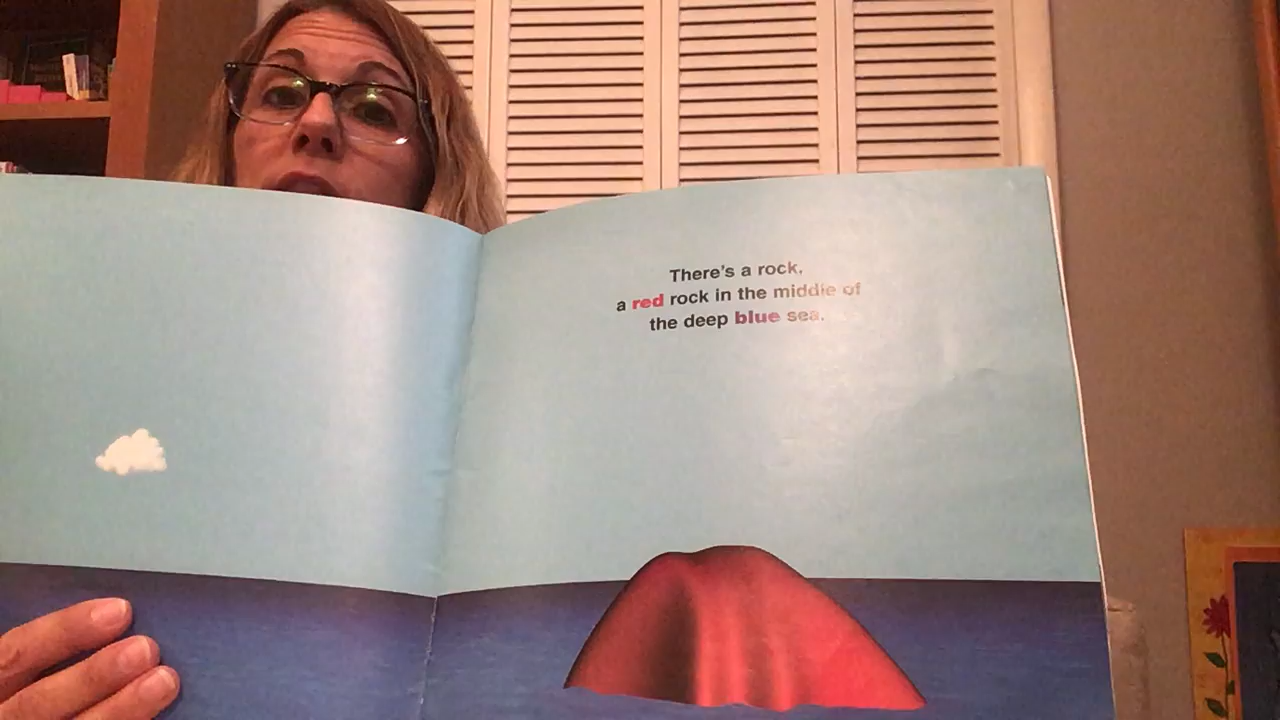 There's a rock,
a red rock in the middle of
the deep blue sea.